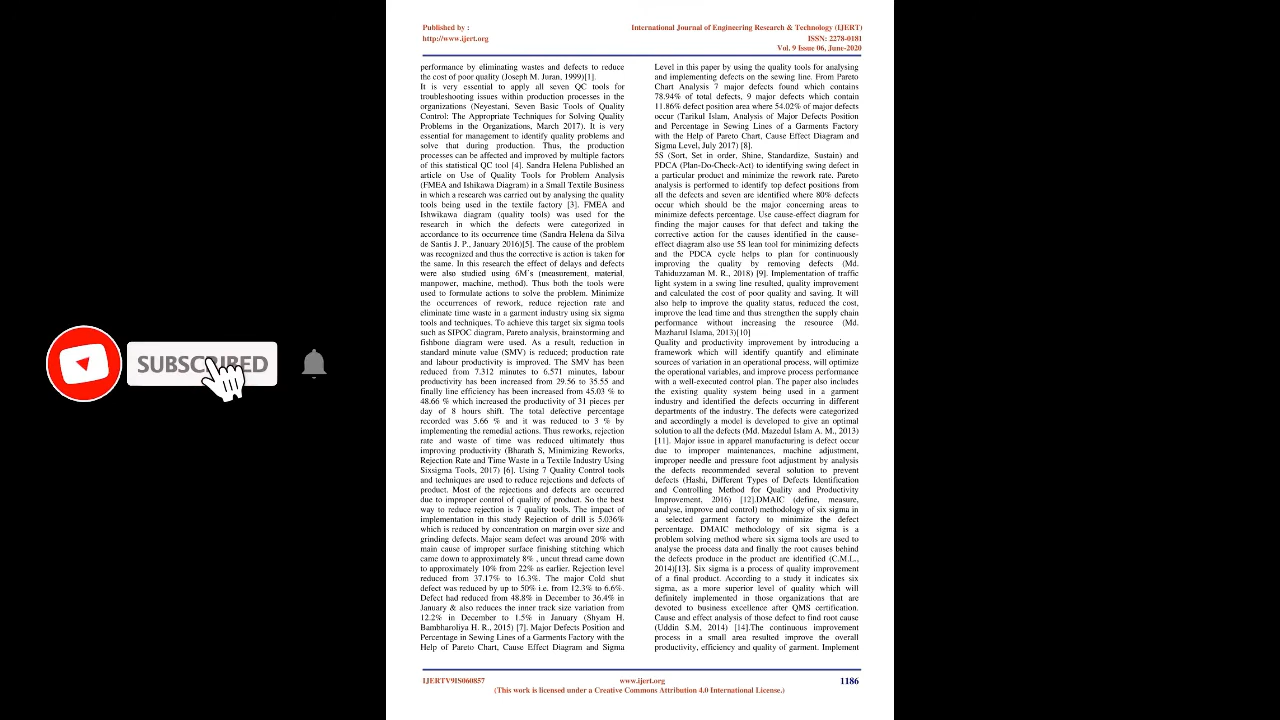 Published by :
http://www.ijert.org
International Journal of Engineering Research & Technology (IJERT)
ISSN: 2278-0181
Vol. 9 Issue 06, June-2020
performance by eliminating wastes and defects to reduce
the cost of poor quality (Joseph M. Juran, 1999)[1].
It is very essential to apply all seven QC tools for
troubleshooting issues within production processes in the
organizations (Neyestani, Seven Basic Tools of Quality
Control: The Appropriate Techniques for Solving Quality
Problems in the Organizations, March 2017). It is very
essential for management to identify quality problems and
solve that during production. Thus, the production
processes can be affected and improved by multiple factors
of this statistical QC tool [4]. Sandra Helena Published an
article on Use of Quality Tools for Problem Analysis
(FMEA and Ishikawa Diagram) in a Small Textile Business
in which a research was carried out by analysing the quality
tools being used in the textile factory [3]. FMEA and
Ishwikawa diagram (quality tools) was used for the
research in which the defects were categorized in
accordance to its occurrence time (Sandra Helena da Silva
de Santis J. P., January 2016)[5]. The cause of the problem
was recognized and thus the corrective is action is taken for
the same. In this research the effect of delays and defects
were also studied using 6M's (measurement, material,
manpower, machine, method). Thus both the tools were
used to formulate actions to solve the problem. Minimize
the occurrences of rework, reduce rejection rate and
eliminate time waste in a garment industry using six sigma
tools and techniques. To achieve this target six sigma tools
such as SIPOC diagram, Pareto analysis, brainstorming and
fishbone diagram were used. As a result, reduction in
standard minute value (SMV) is reduced; production rate
and labour productivity is improved. The SMV has been
reduced from 7.312 minutes to 6.571 minutes, labour
productivity has been increased from 29.56 to 35.55 and
finally line efficiency has been increased from 45.03 % to
48.66 % which increased the productivity of 31 pieces per
day of 8 hours shift. The total defective percentage
recorded was 5.66 % and it was reduced to 3 % by
implementing the remedial actions. Thus reworks, rejection
rate and waste of time was reduced ultimately thus
improving productivity (Bharath S, Minimizing Reworks,
Rejection Rate and Time Waste in a Textile Industry Using
Sixsigma Tools, 2017) [6]. Using 7 Quality Control tools
and techniques are used to reduce rejections and defects of
product. Most of the rejections and defects are occurred
due to improper control of quality of product. So the best
way to reduce rejection is 7 quality tools. The impact of
implementation in this study Rejection of drill is 5.036%
which is reduced by concentration on margin over size and
grinding defects. Major seam defect was around 20% with
main cause of improper surface finishing stitching which
came down to approximately 8% , uncut thread came down
to approximately 10% from 22% as earlier. Rejection level
reduced from 37.17% to 16.3%. The major Cold shut
defect was reduced by up to 50% i.e. from 12.3% to 6.6%.
Defect had reduced from 48.8% in December to 36.4% in
January & also reduces the inner track size variation from
12.2% in December to 1.5% in January (Shyam H.
Bambharoliya H. R., 2015) [7]. Major Defects Position and
Percentage in Sewing Lines of a Garments Factory with the
Help of Pareto Chart, Cause Effect Diagram and Sigma
Level in this paper by using the quality tools for analysing
and implementing defects on the sewing line. From Pareto
Chart Analysis 7 major defects found which contains
78.94% of total defects, 9 major defects which contain
11.86% defect position area where 54.02% of major defects
occur (Tarikul Islam, Analysis of Major Defects Position
and Percentage in Sewing Lines of a Garments Factory
with the Help of Pareto Chart, Cause Effect Diagram and
Sigma Level, July 2017) [8].
5S (Sort, Set in order, Shine, Standardize, Sustain) and
PDCA (Plan-Do-Check-Act) to identifying swing defect in
a particular product and minimize the rework rate. Pareto
analysis is performed to identify top defect positions from
all the defects and seven are identified where 80% defects
occur which should be the major concerning areas to
minimize defects percentage. Use cause-effect diagram for
finding the major causes for that defect and taking the
corrective action for the causes identified in the cause-
effect diagram also use 5S lean tool for minimizing defects
and the PDCA cycle helps to plan for continuously
improving the quality by removing defects (Md.
Tahiduzzaman M. R., 2018) [9]. Implementation of traffic
light system in a swing line resulted, quality improvement
and calculated the cost of poor quality and saving. It will
also help to improve the quality status, reduced the cost,
improve the lead time and thus strengthen the supply chain
performance without increasing the resource (Md.
Mazharul Isluma, 2013)[10]
Quality and productivity improvement by introducing a
framework which will identify quantify and eliminate
sources of variation in an operational process, will optimize
the operational variables, and improve process performance
with a well-executed control plan. The paper also includes
the existing quality system being used in a garment
industry and identified the defects occurring in different
departments of the industry. The defects were categorized
and accordingly a model is developed to give an optimal
solution to all the defects (Md. Mazedul Islam A. M., 2013)
[11]. Major issue in apparel manufacturing is defect occur
due to improper maintenances, machine adjustment,
improper needle and pressure foot adjustment by analysis
the defects recommended several solution to prevent
defects (Hashi, Different Types of Defects Identification
and Controlling Method for Quality and Productivity
Improvement, 2016) [12].DMAIC (define, measure,
analyse, improve and control) methodology of six sigma in
a selected garment factory to minimize the defect
percentage. DMAIC methodology of six sigma is a
problem solving method where six sigma tools are used to
analyse the process data and finally the root causes behind
the defects produce in the product are identified (C.M.L.,
2014)[13]. Six sigma is a process of quality improvement
of a final product. According to a study it indicates six
sigma, as a more superior level of quality which will
definitely implemented in those organizations that are
devoted to business excellence after QMS certification.
Cause and effect analysis of those defect to find root cause
(Uddin S.M, 2014) [14].The continuous improvement
process in a small area resulted improve the overall
productivity, efficiency and quality of garment. Implement
SUBSCRIBED
IJERTV9IS060857
www.ijert.org
1186
(This work is licensed under a Creative Commons Attribution 4.0 International License.)